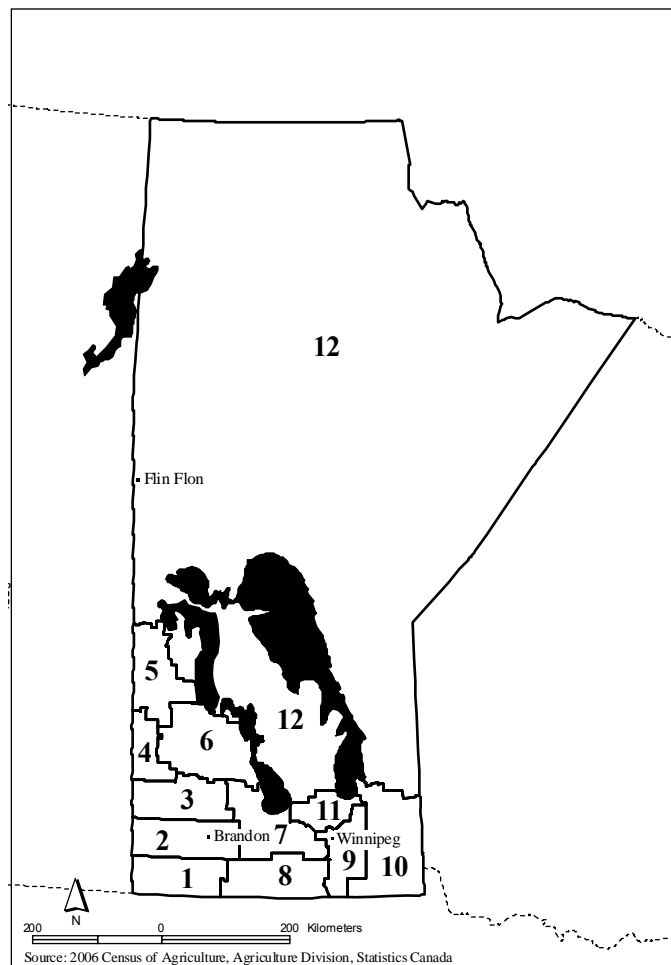 12
Flin Flon
5
12
6
4
3
11
2
Brandon
7
Winnipeg
9
10
1
8
N
200 0 200 Kilometers
Source: 2006 Census of Agriculture, Agriculture Division, Statistics Canada